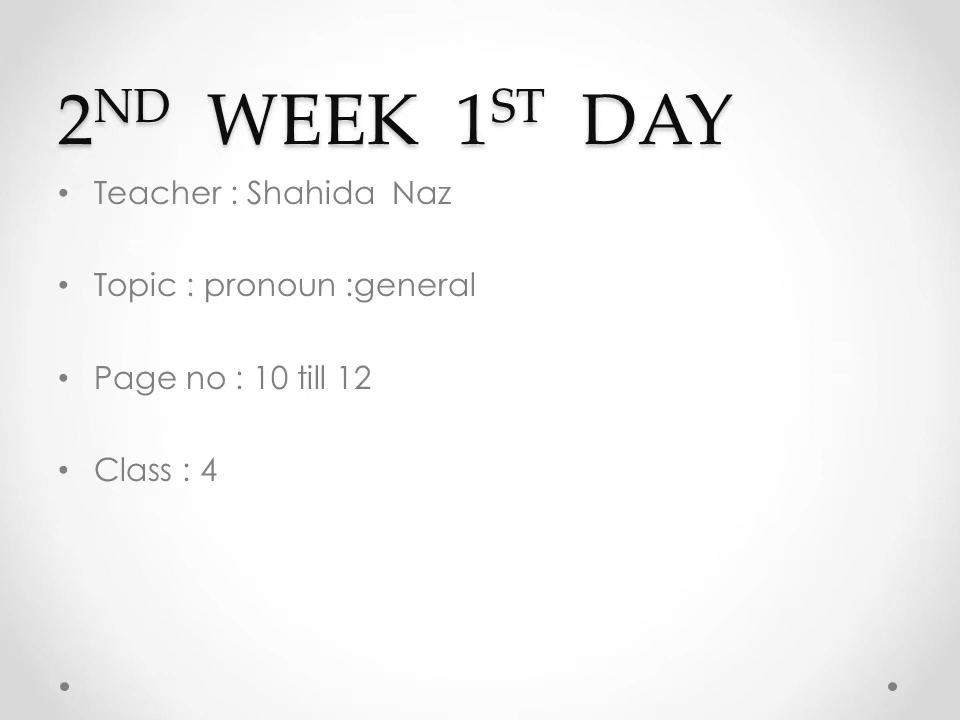 2ND WEEK 1ST DAY
• Teacher : Shahida Naz
• Topic : pronoun :general
• Page no : 10 till 12
• Class : 4